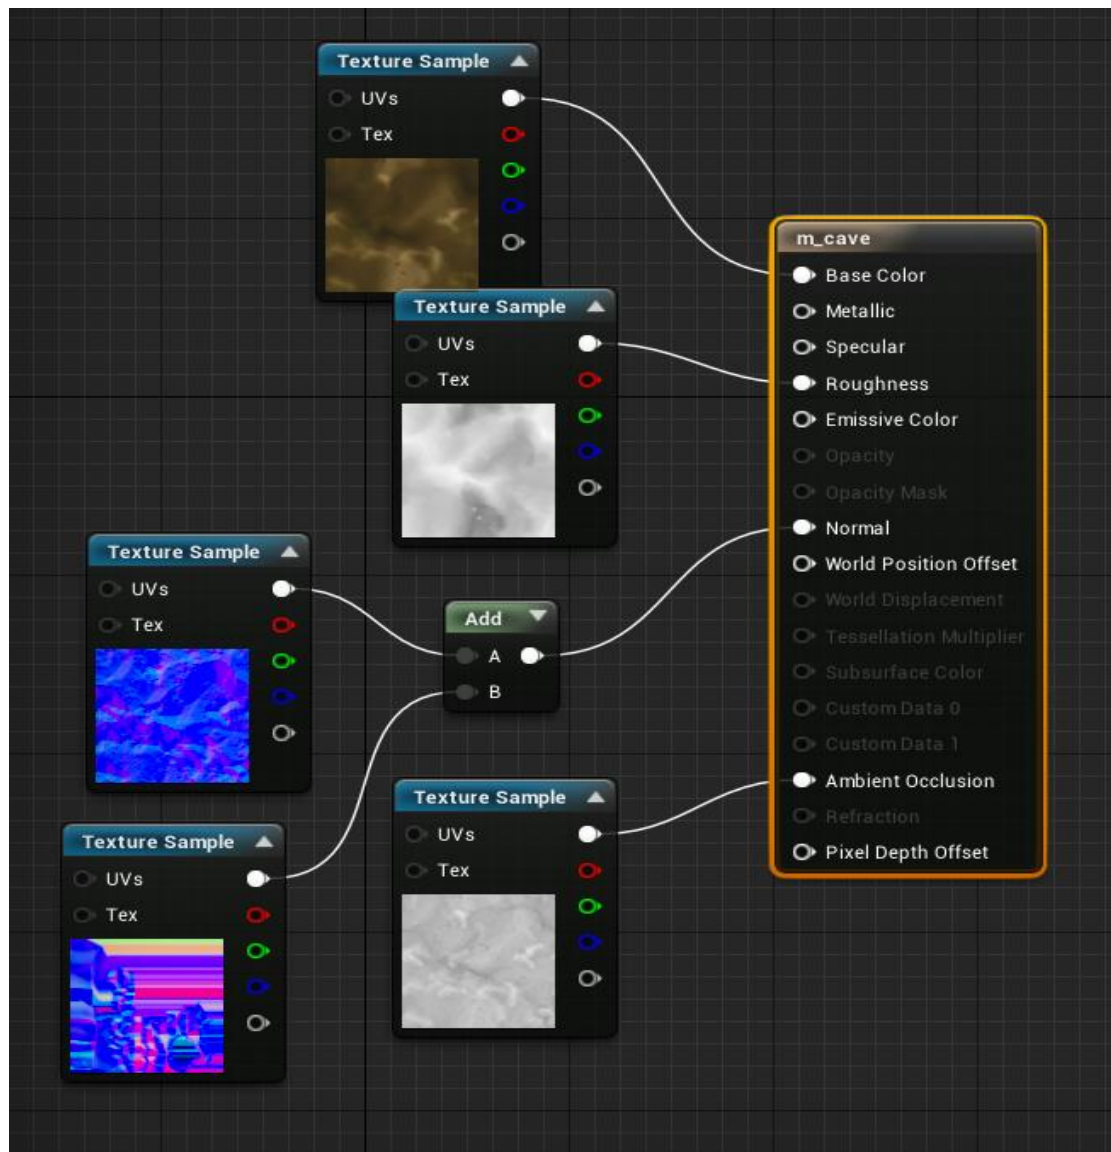 Texture Sample
UVs
Tex
m_cave
Base Color
Metallic
Specular
Roughness
Emissive Color
Opacity
Opacity Mask
Normal
World Position Offset
World Displacement
Tessellation Multiplier
Subsurface Color
Custom Data 0
Custom Data 1
Ambient Occlusion
Refraction
Pixel Depth Offset
Texture Sample
UVs
Tex
Texture Sample
UVs
Tex
Add
A
B
Texture Sample
UVs
Tex
Texture Sample
UVs
Tex